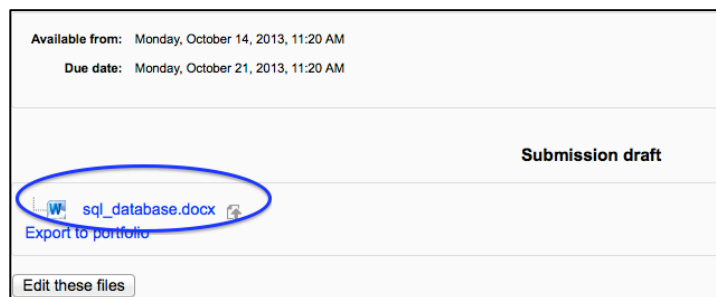 Available from: Monday, October 14, 2013, 11:20 AM
Due date: Monday, October 21, 2013, 11:20 AM
Submission draft
W sql_database.docx
Export to portfolio
Edit these files